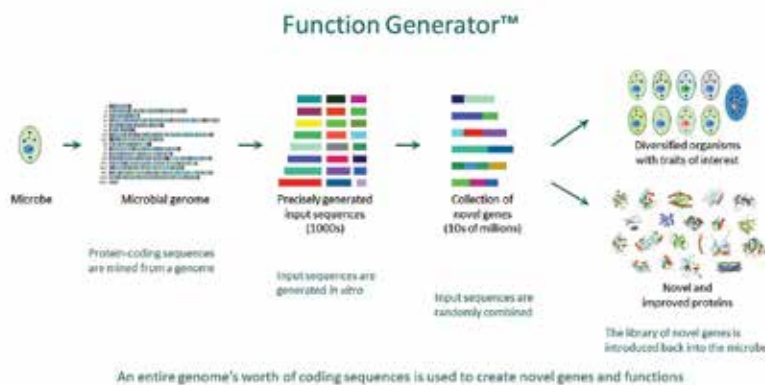 Function Generator™
Microbe
Microbial genome
Precisely generated
input sequences
(1000s)
Collection of
novel genes
(10s of millions)
Diversified organisms
with traits of interest
Novel and
improved proteins
Protein-coding sequences
are mined from a genome
Input sequences are
generated in vitro
Input sequences are
randomly combined
The library of novel genes is
introduced back into the microbe
An entire genome's worth of coding sequences is used to create novel genes and functions